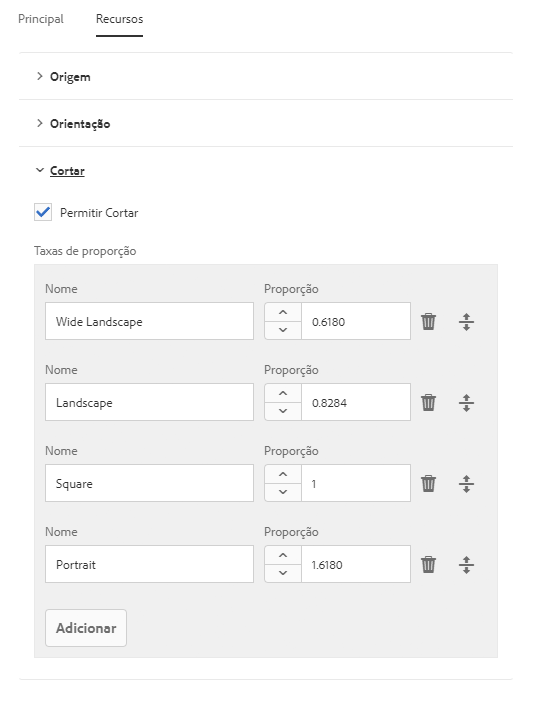 Principal Recursos
Origem
Orientação
Cortar
Permitir Cortar
Taxas de proporção
Nome Proporção
Wide Landscape 0.6180
Nome Proporção
Landscape 0.8284
Nome Proporção
Square 1
Nome Proporção
Portrait 1.6180
Adicionar